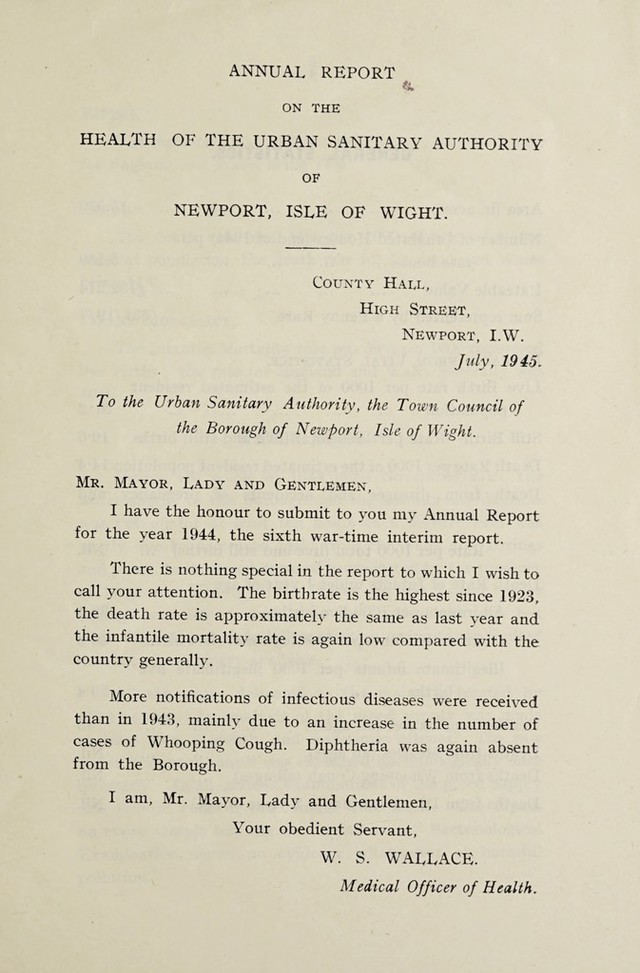 ANNUAL REPORT
ON THE
HEALTH OF THE URBAN SANITARY AUTHORITY
OF
NEWPORT, ISLE OF WIGHT.
County Hall,
High Street,
Newport, I.W.
July, 1945.
To the Urban Sanitary Authority, the Town Council of
the Borough of Newport, Isle of Wight.
Mr. Mayor, Lady and Gentlemen,
I have the honour to submit to you my Annual Report
for the year 1944, the sixth war-time interim report.
There is nothing special in the report to which I wish to
call your attention. The birthrate is the highest since 1923,
the death rate is approximately the same as last year and
the infantile mortality rate is again low compared with the
country generally.
More notifications of infectious diseases were received
than in 1943, mainly due to an increase in the number of
cases of Whooping Cough. Diphtheria was again absent
from the Borough.
I am, Mr. Mayor, Lady and Gentlemen,
Your obedient Servant,
W. S. WALLACE.
Medical Officer of Health.